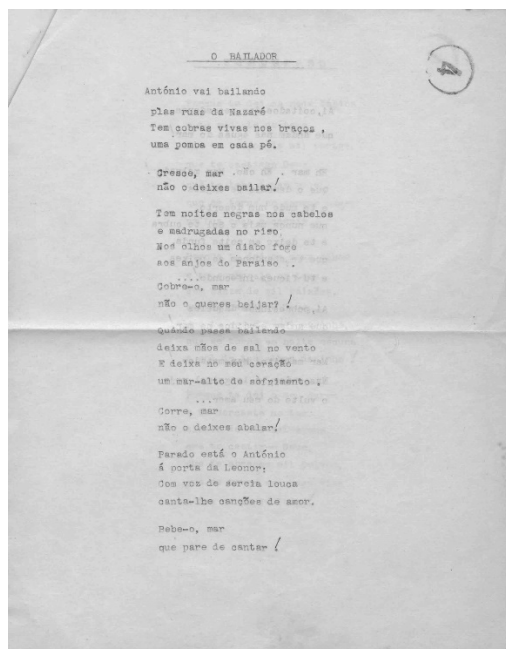 O BAILADOR
4
António vai bailando
plas ruas da Nazaré
Tem cobras vivas nos braços ,
uma pomba em cada pé.
Cresce, mar
não o deixes bailar!
Tem noites negras nos cabelos
e madrugadas no riso.
Nos olhos um diabo foge
aos anjos do Paraiso ..
....
Cobre-o, mar
não o queres beijar? !
Quando passa bailando
deixa mãos de sal no vento
E deixa no meu coração
um mar-alto de sofrimento .
...
Corre, mar
não o deixes abalar!
Parado está o António
á porta da Leonor;
Com voz de sereia louca
canta-lhe canções de amor.
Bebe-o, mar
que pare de cantar !